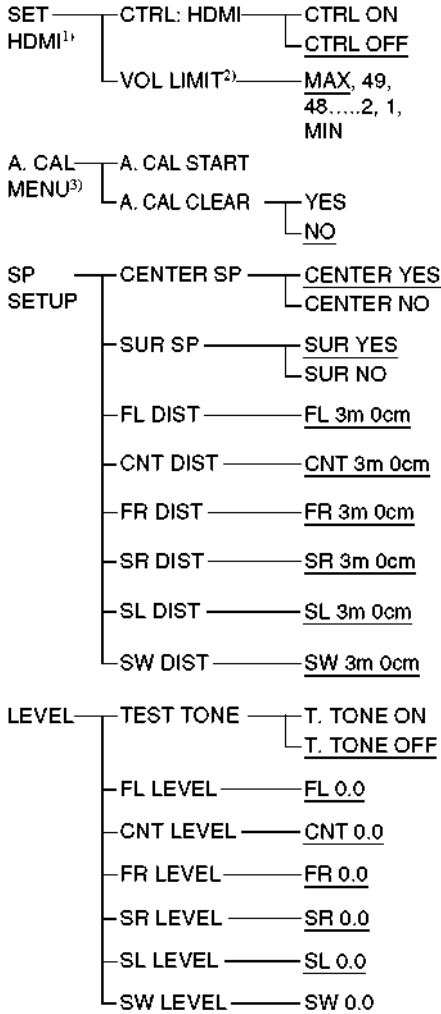 SET HDMI1) CTRL: HDMI CTRL ON
CTRL OFF
VOL LIMIT2) MAX, 49,
48.....2, 1,
MIN
A. CAL MENU3) A. CAL START
A. CAL CLEAR YES
NO
SP SETUP CENTER SP CENTER YES
CENTER NO
SUR SP SUR YES
SUR NO
FL DIST FL 3m 0cm
CNT DIST CNT 3m 0cm
FR DIST FR 3m 0cm
SR DIST SR 3m 0cm
SL DIST SL 3m 0cm
SW DIST SW 3m 0cm
LEVEL TEST TONE T. TONE ON
T. TONE OFF
FL LEVEL FL 0.0
CNT LEVEL CNT 0.0
FR LEVEL FR 0.0
SR LEVEL SR 0.0
SL LEVEL SL 0.0
SW LEVEL SW 0.0